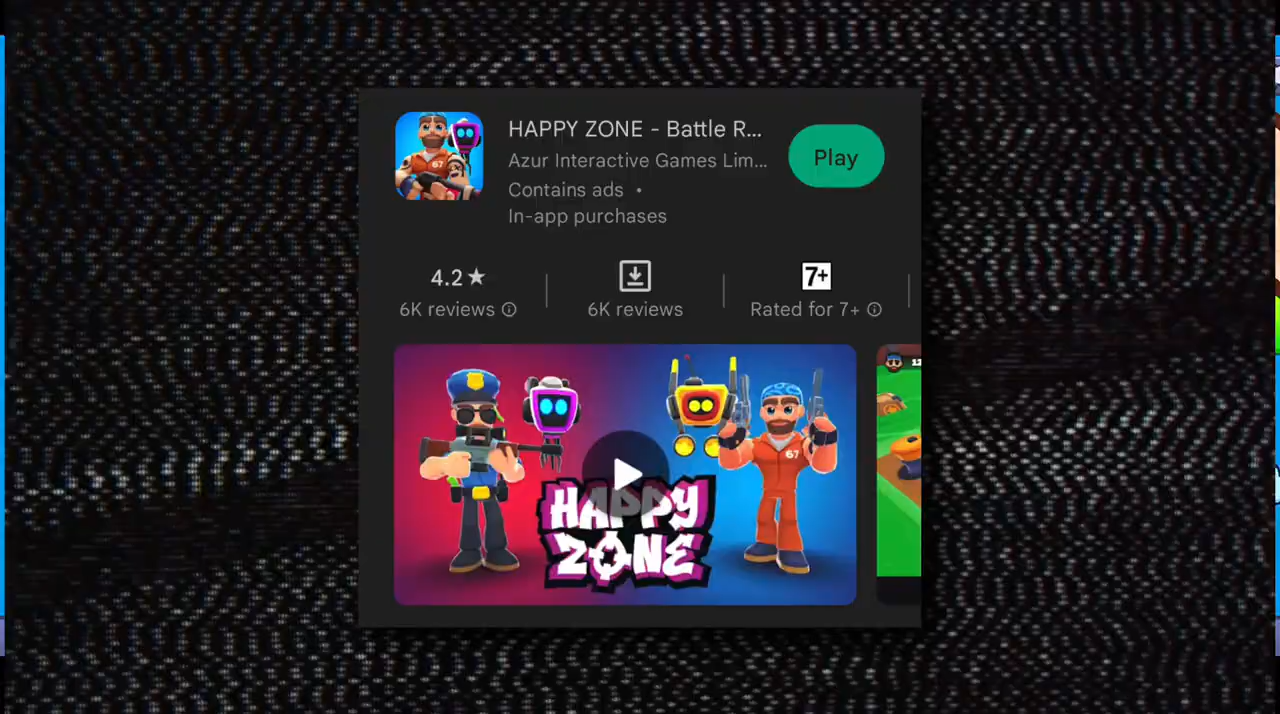 HAPPY ZONE - Battle R...
Azur Interactive Games Lim...
Contains ads •
In-app purchases
Play
4.2★
6K reviews
6K reviews
7+
Rated for 7+
67
67
HAPPY
ZONE
12